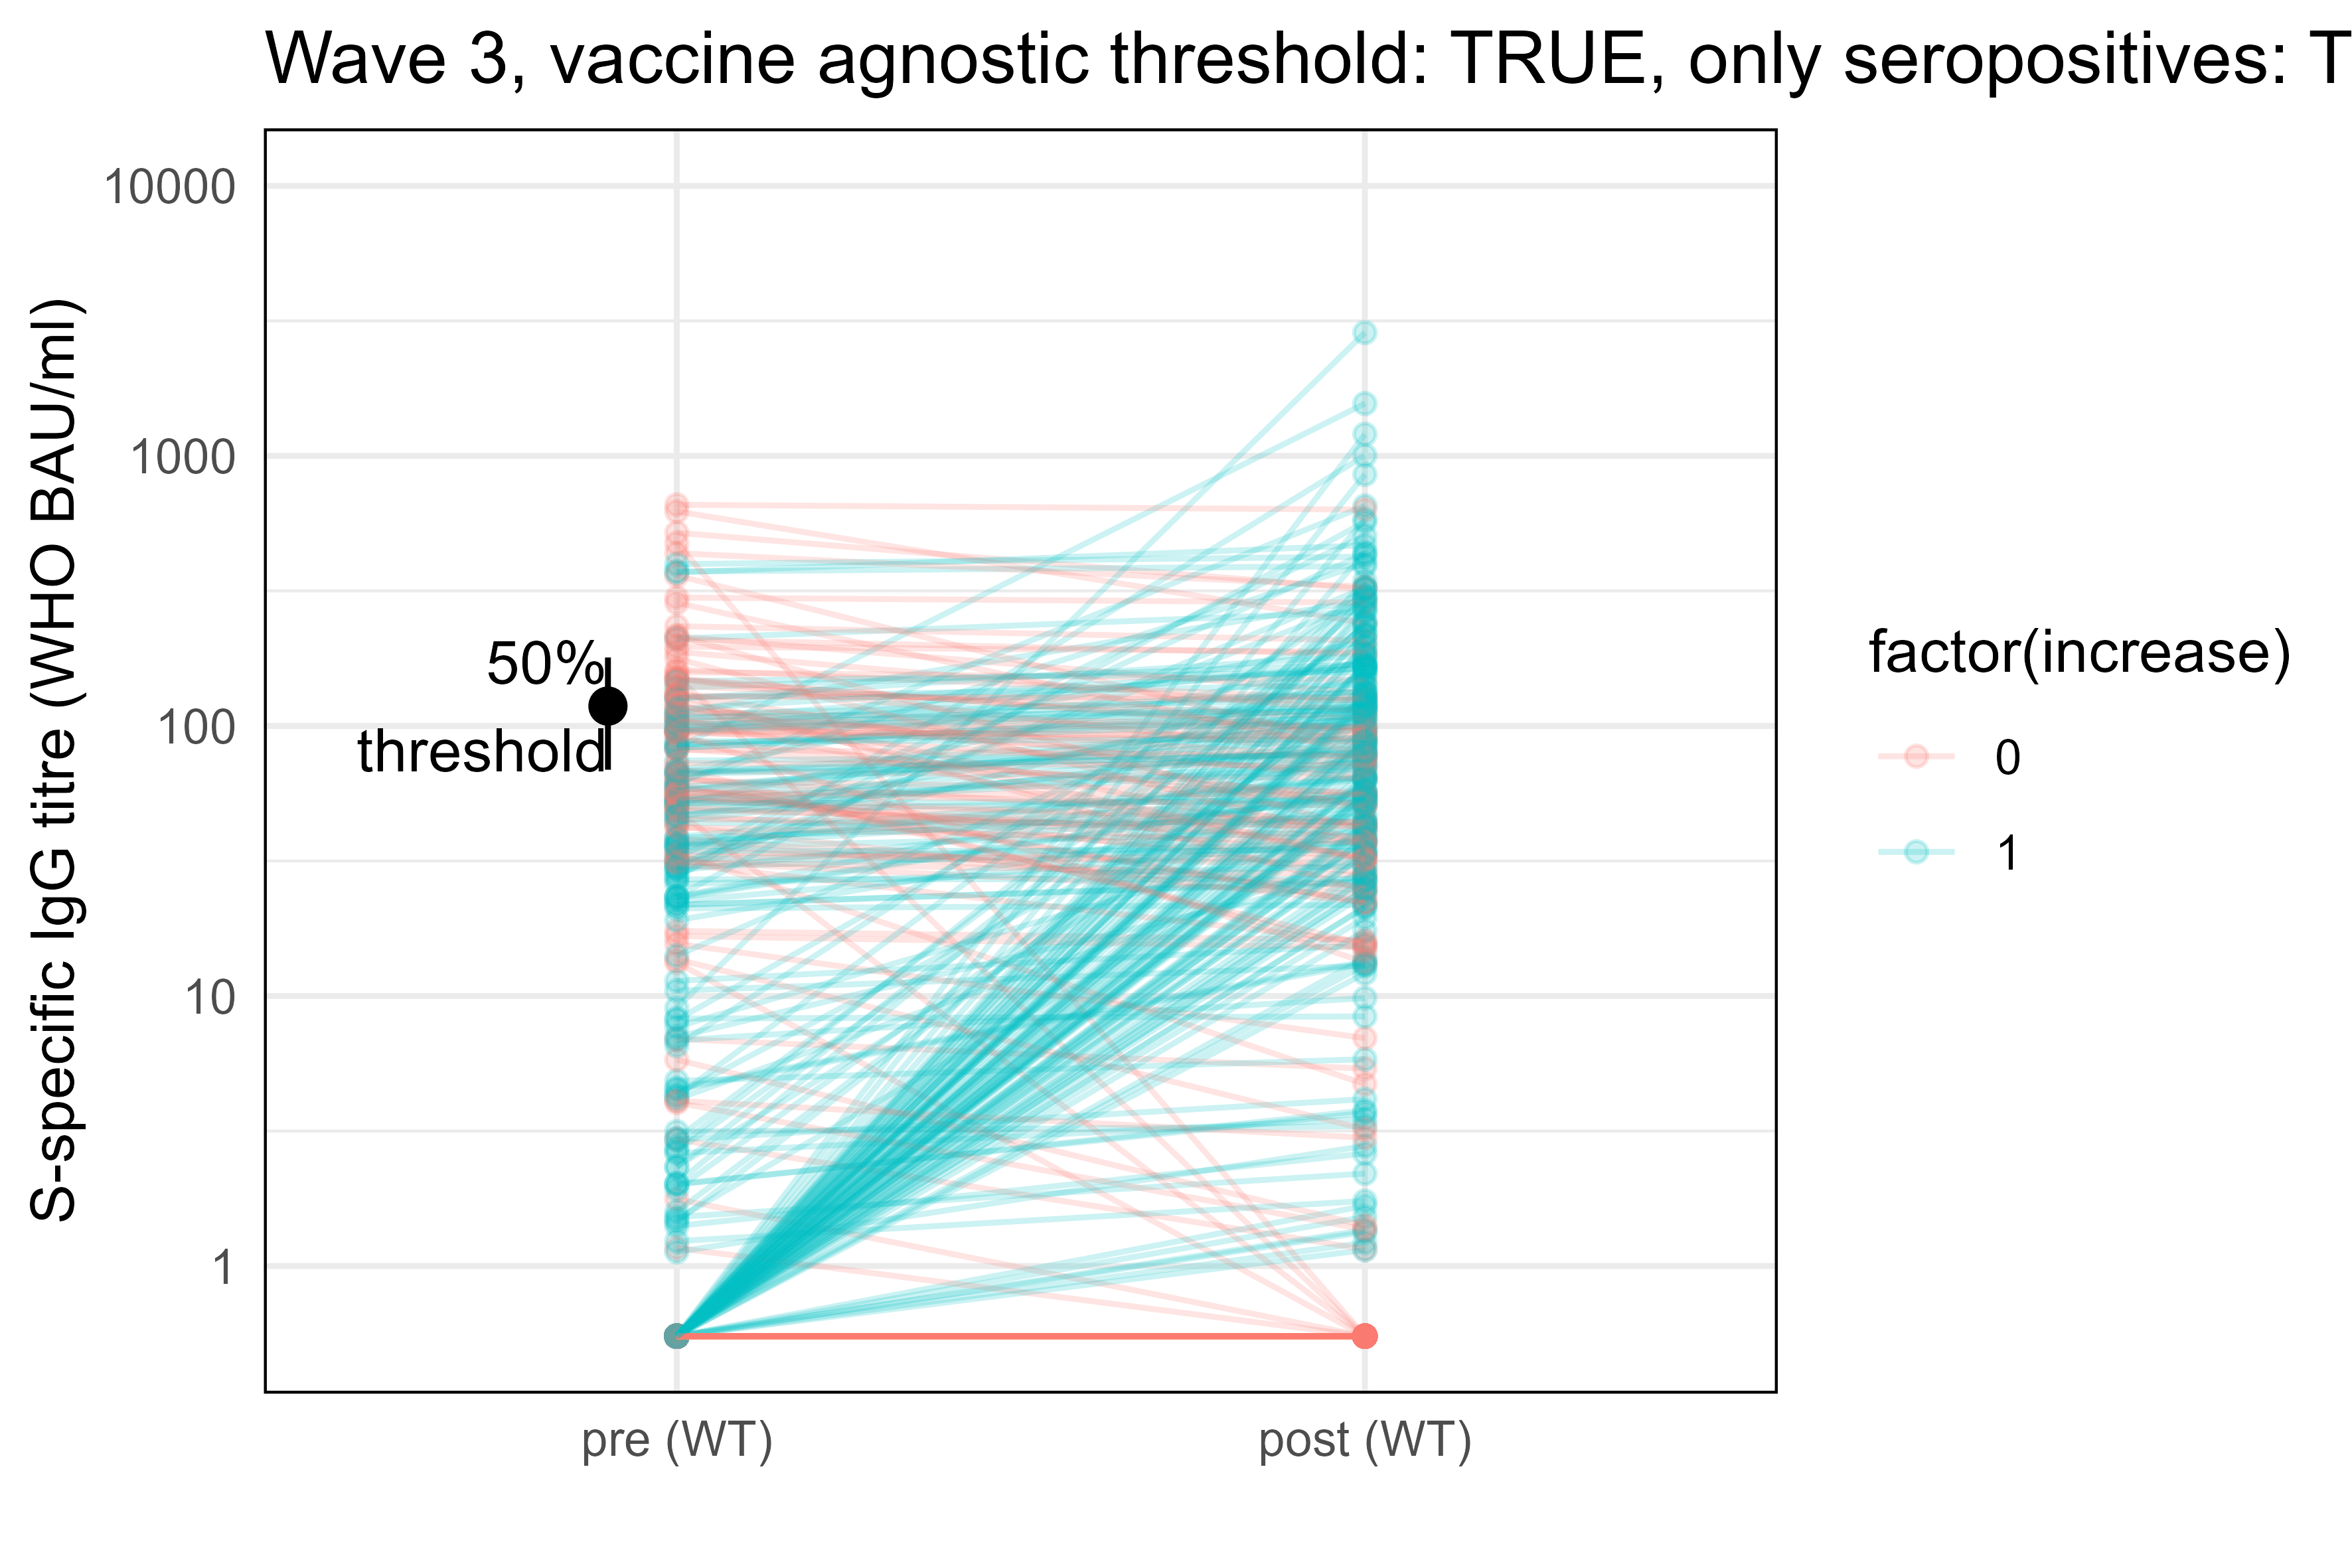 Wave 3, vaccine agnostic threshold: TRUE, only seropositives: T
S-specific IgG titre (WHO BAU/ml)
10000
1000
100
10
1
50%
threshold
pre (WT)
post (WT)
factor(increase)
0
1